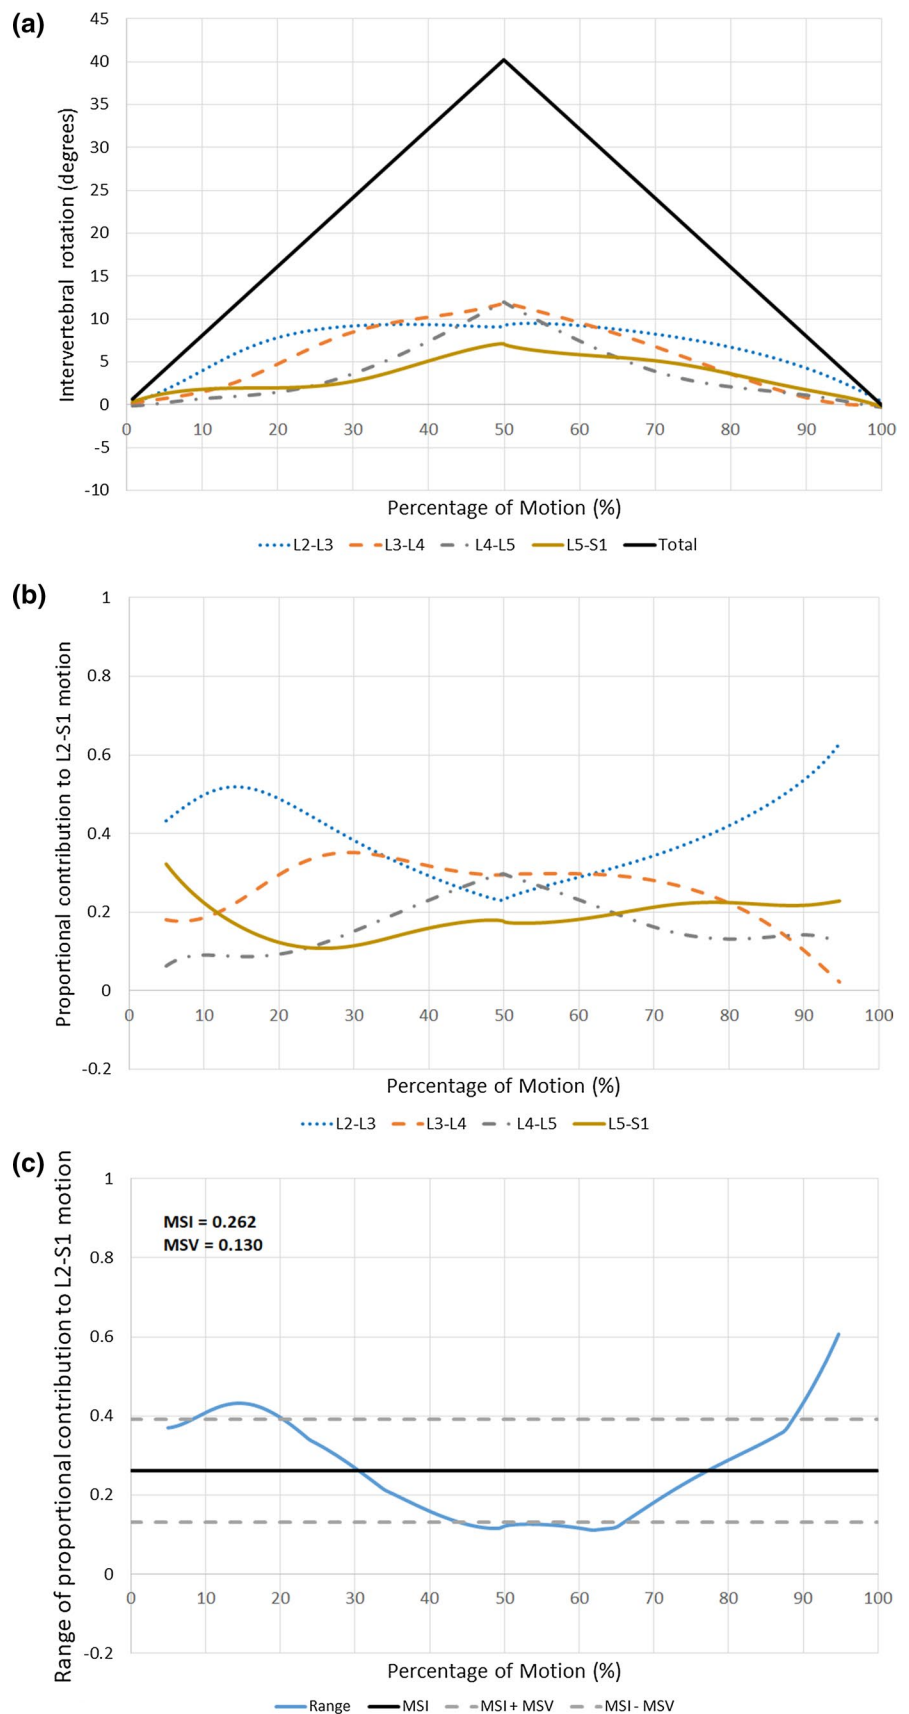 (a)
Intervertebral rotation (degrees)
45
40
35
30
25
20
15
10
5
0
-5
-10
0 10 20 30 40 50 60 70 80 90 100
Percentage of Motion (%)
L2-L3 L3-L4 L4-L5 L5-S1 Total
(b)
Proportional contribution to L2-S1 motion
1
0.8
0.6
0.4
0.2
0
-0.2
0 10 20 30 40 50 60 70 80 90 100
Percentage of Motion (%)
L2-L3 L3-L4 L4-L5 L5-S1
(c)
Range of proportional contribution to L2-S1 motion
1
0.8
0.6
0.4
0.2
0
-0.2
MSI = 0.262
MSV = 0.130
0 10 20 30 40 50 60 70 80 90 100
Percentage of Motion (%)
Range MSI MSI + MSV MSI - MSV